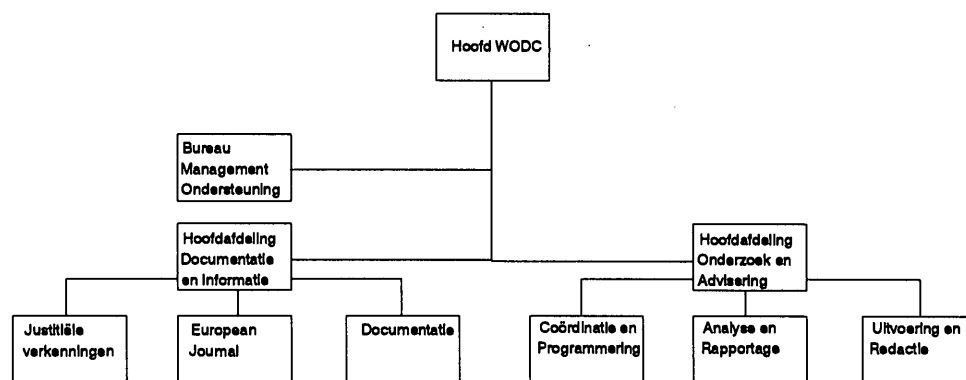 Hoofd WODC
Bureau
Management
Ondersteuning
Hoofdafdeling
Documentatie
en Informatie
Hoofdafdeling
Onderzoek en
Advisering
Justitiële
verkenningen
European
Journal
Documentatie
Coördinatie en
Programmering
Analyse en
Rapportage
Uitvoering en
Redactie